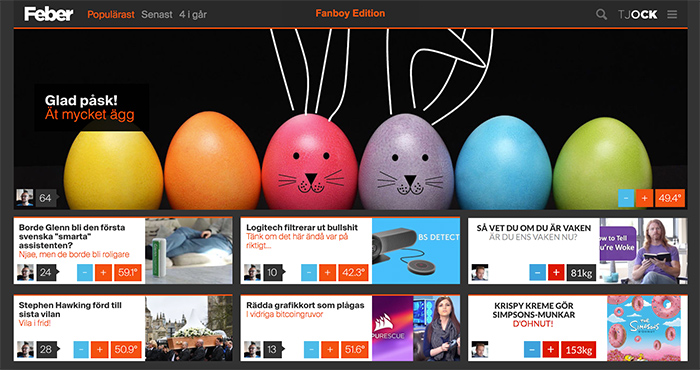 Feber Populärast Senast 4 i går Fanboy Edition TJOCK
Glad påsk!
Ät mycket ägg
64 - + 49.4°
Borde Glenn bli den första
svenska "smarta"
assistenten?
Njae, men de borde bli roligare
24 - + 59.1°
Logitech filtrerar ut bullshit
Tänk om det här ändå var på
riktigt...
BS DETECT
10 - + 42.3°
SÅ VET DU OM DU ÄR VAKEN
ÄR DU ENS VAKEN NU?
How to Tell
You're Woke
- + 81kg
Stephen Hawking förd till
sista vilan
Vila i frid!
28 - + 50.9°
Rädda grafikkort som plågas
I vidriga bitcoingruvor
PURESCUE
13 - + 51.6°
KRISPY KREME GÖR
SIMPSONS-MUNKAR
D'OHNUT!
THE
SIMPSONS
- + 153kg